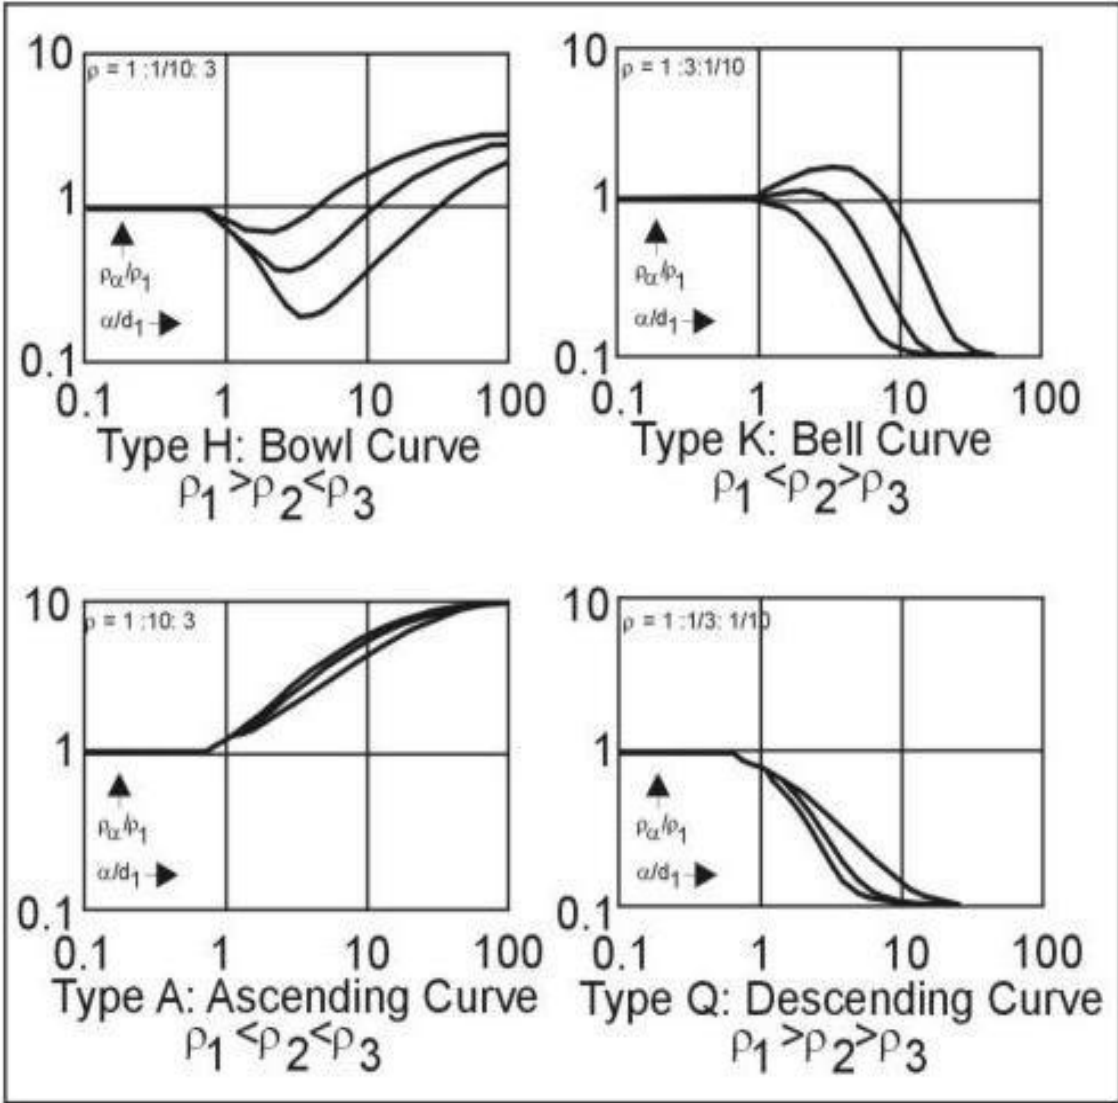 10
ρ = 1 :1/10: 3
1
ρα/ρ1
α/d1
0.1
0.1 1 10 100
Type H: Bowl Curve
ρ1 >ρ2<ρ3
10
ρ = 1 :3:1/10
1
ρα/ρ1
α/d1
0.1
0.1 1 10 100
Type K: Bell Curve
ρ1 <ρ2>ρ3
10
ρ = 1 :10: 3
1
ρα/ρ1
α/d1
0.1
0.1 1 10 100
Type A: Ascending Curve
ρ1 <ρ2<ρ3
10
ρ = 1 :1/3: 1/10
1
ρα/ρ1
α/d1
0.1
0.1 1 10 100
Type Q: Descending Curve
ρ1 >ρ2>ρ3